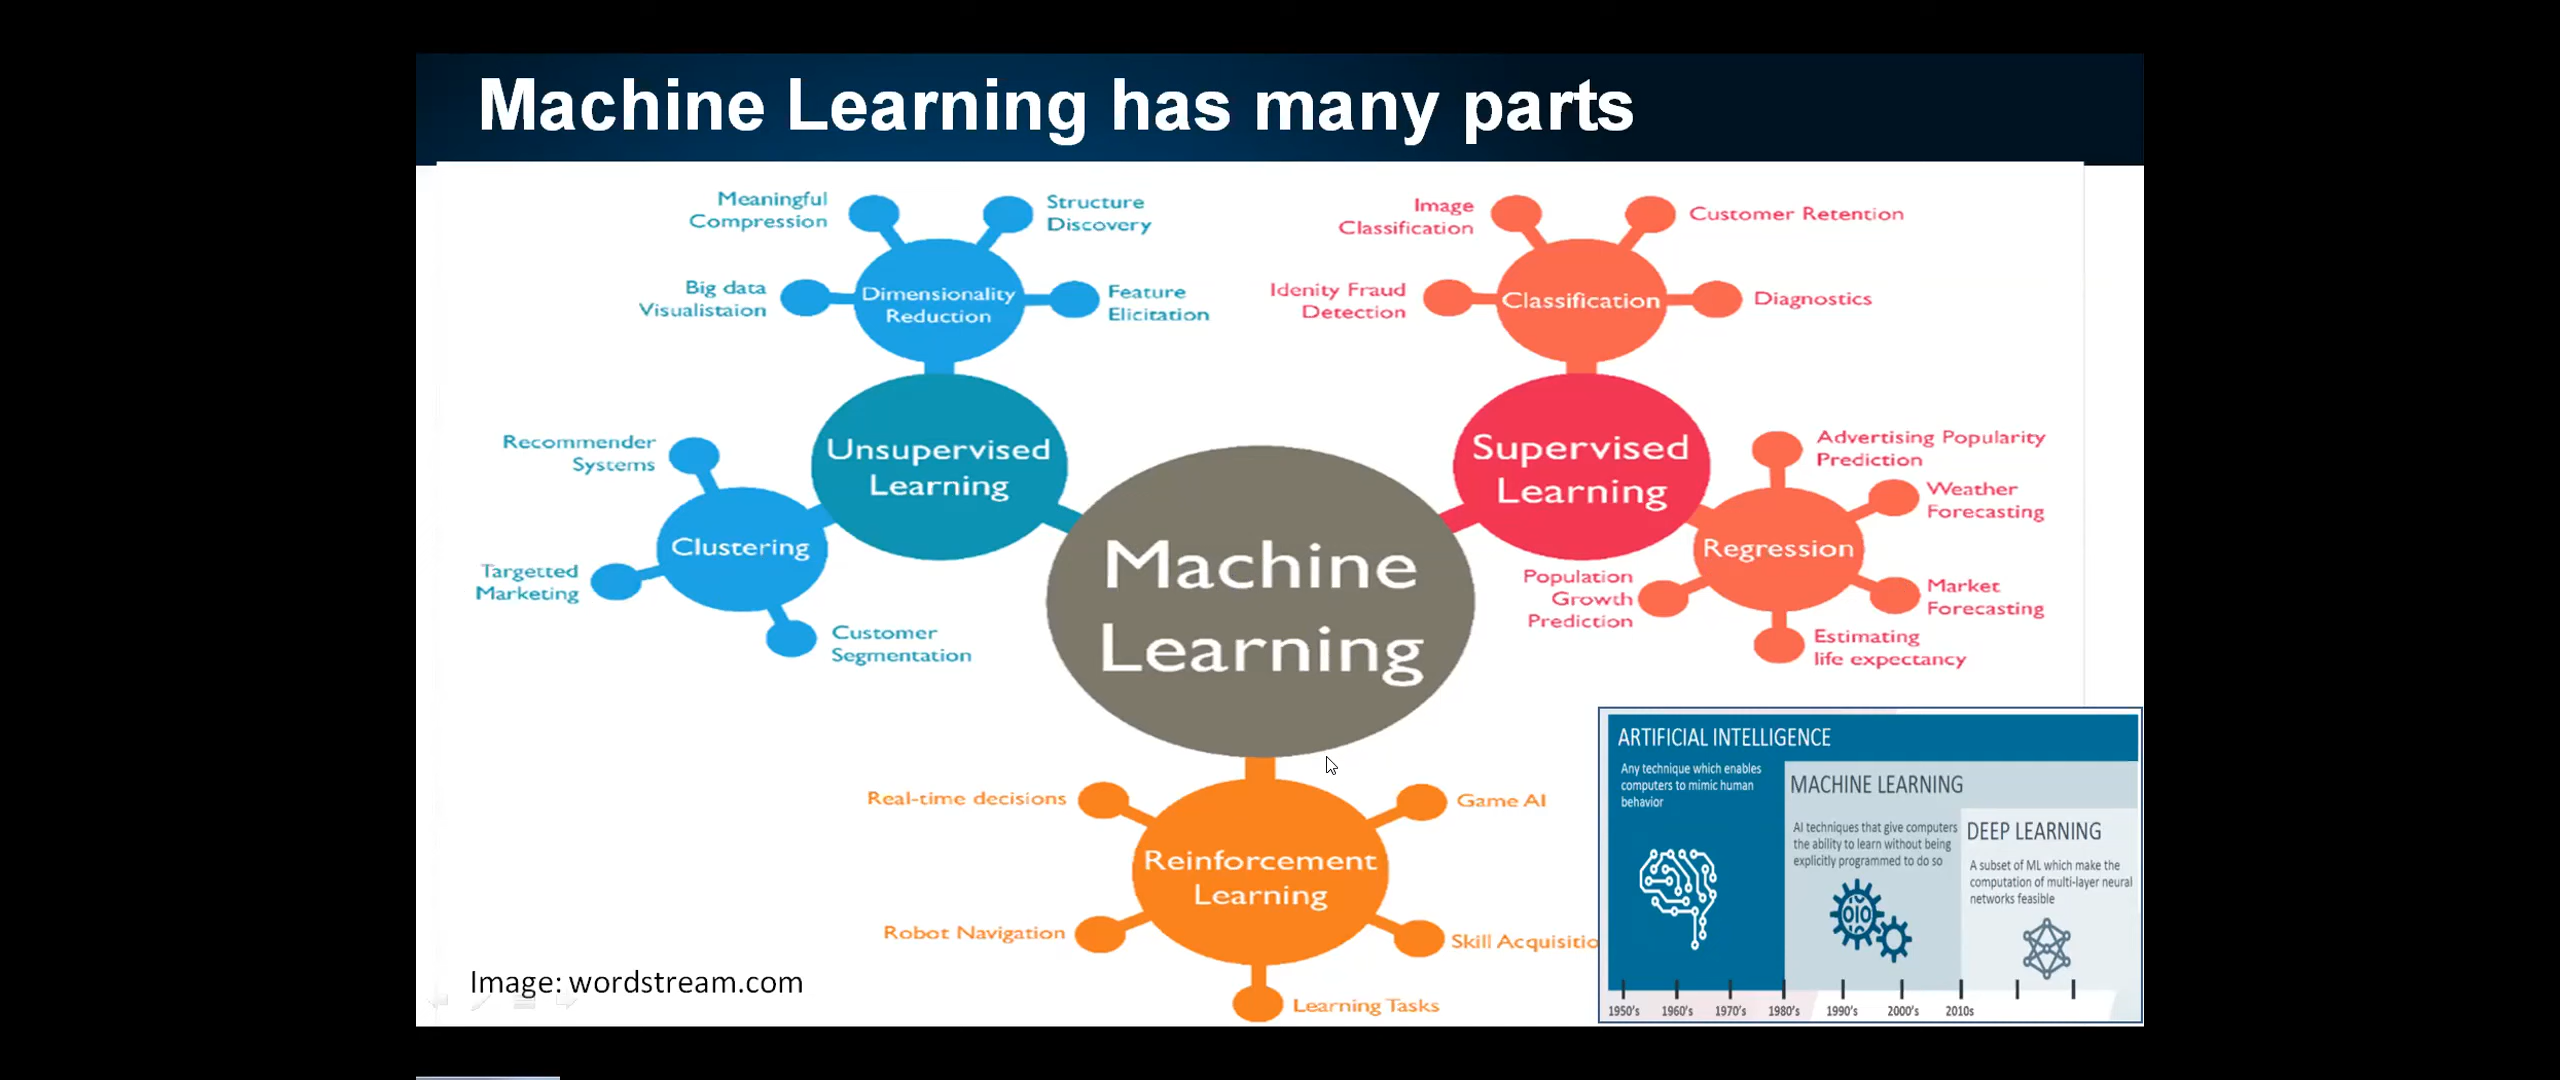 Machine Learning has many parts
Meaningful
Compression
Structure
Discovery
Big data
Visualistaion
Dimensionality
Reduction
Feature
Elicitation
Image
Classification
Customer Retention
Idenity Fraud
Detection
Classification
Diagnostics
Recommender
Systems
Unsupervised
Learning
Clustering
Targetted
Marketing
Customer
Segmentation
Machine
Learning
Supervised
Learning
Advertising Popularity
Prediction
Weather
Forecasting
Regression
Population
Growth
Prediction
Market
Forecasting
Estimating
life expectancy
Real-time decisions
Game AI
Reinforcement
Learning
Robot Navigation
Skill Acquisitio
Learning Tasks
Image: wordstream.com
ARTIFICIAL INTELLIGENCE
Any technique which enables
computers to mimic human
behavior
MACHINE LEARNING
AI techniques that give computers
the ability to learn without being
explicitly programmed to do so
DEEP LEARNING
A subset of ML which make the
computation of multi-layer neural
networks feasible
1950's 1960's 1970's 1980's 1990's 2000's 2010s